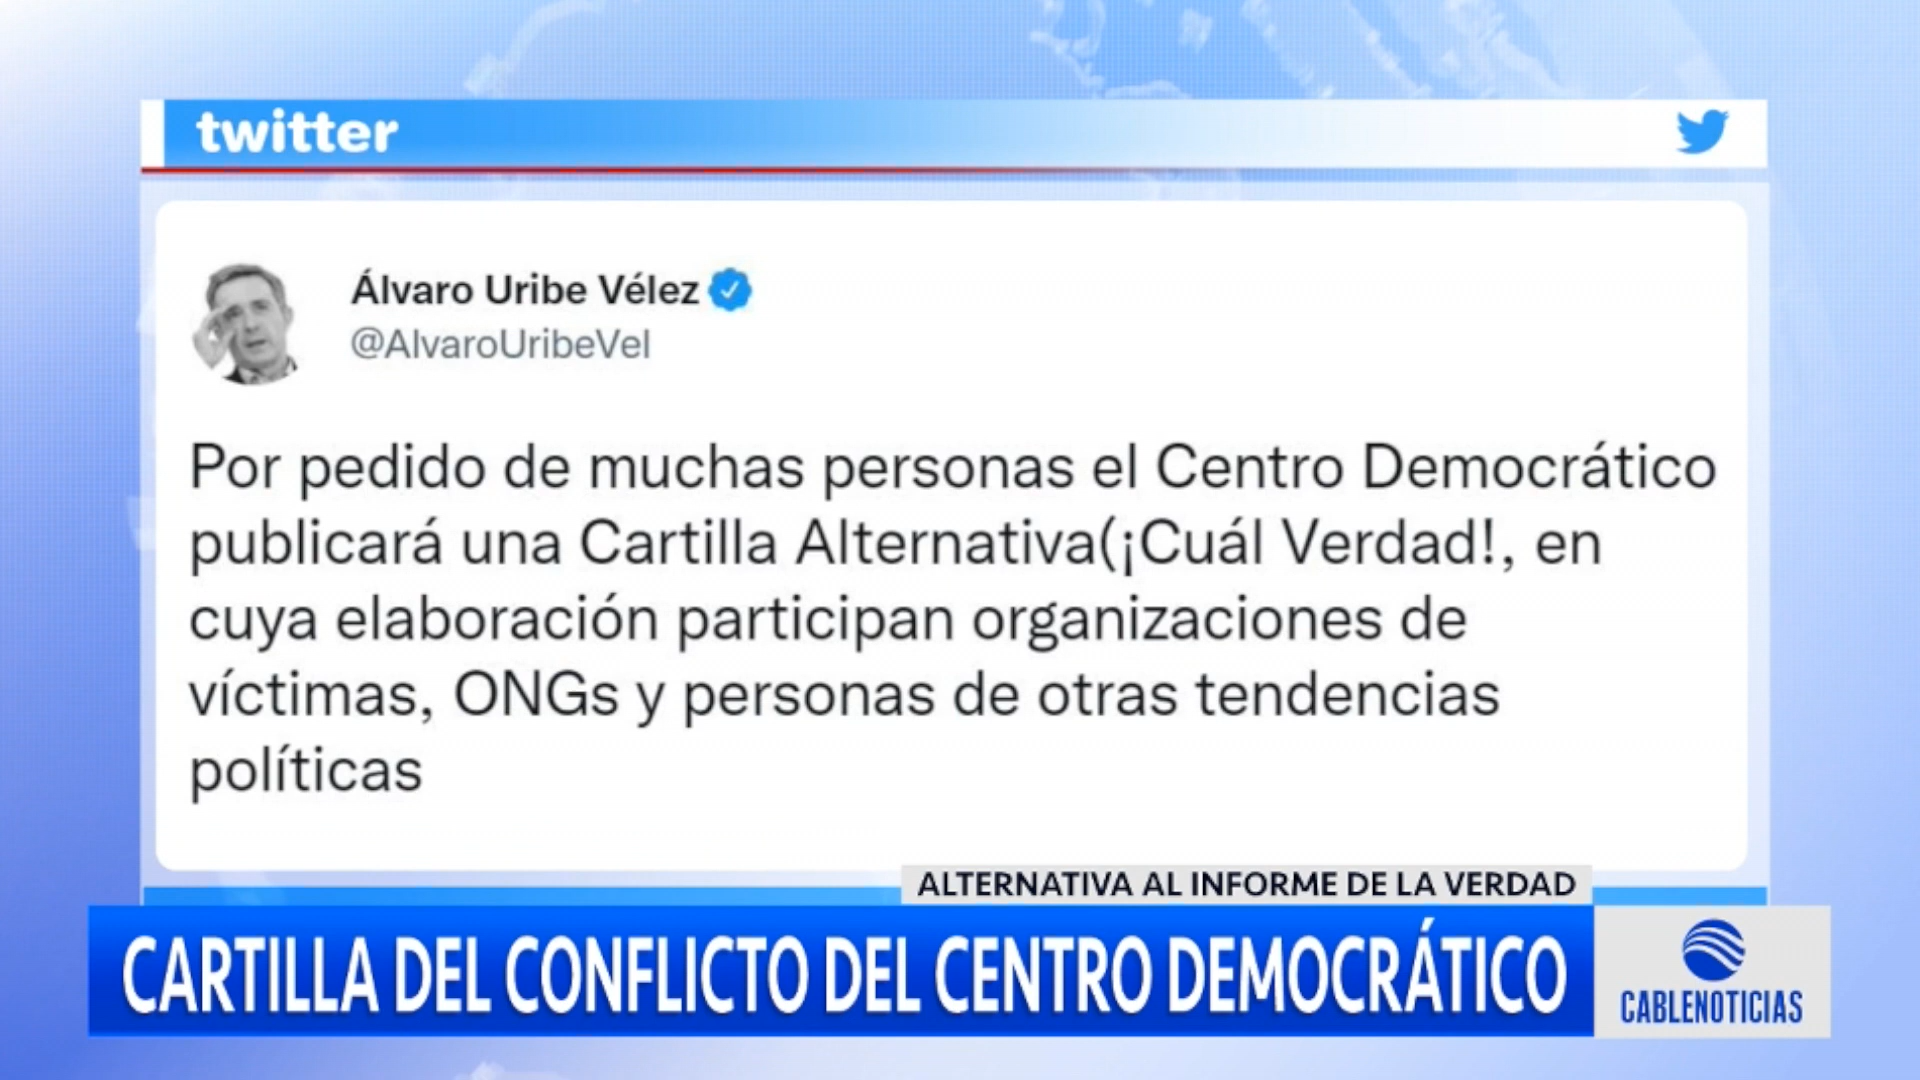 twitter
Álvaro Uribe Vélez
@AlvaroUribeVel
Por pedido de muchas personas el Centro Democrático
publicará una Cartilla Alternativa(¡Cuál Verdad!, en
cuya elaboración participan organizaciones de
víctimas, ONGs y personas de otras tendencias
políticas
ALTERNATIVA AL INFORME DE LA VERDAD
CARTILLA DEL CONFLICTO DEL CENTRO DEMOCRÁTICO
CABLENOTICIAS